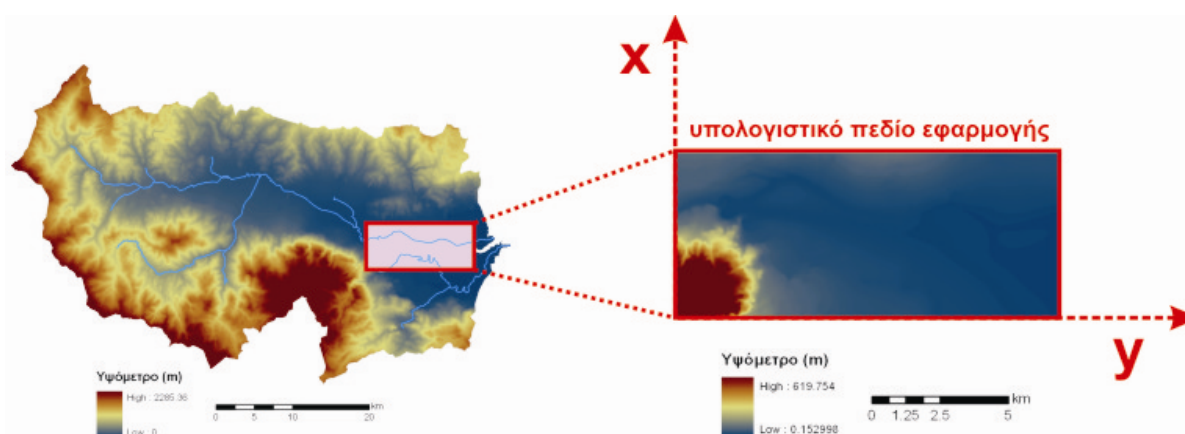 x
υπολογιστικό πεδίο εφαρμογής
y
Υψόμετρο (m)
High : 2285.36
Low : 0
km
0 5 10 20
Υψόμετρο (m)
High : 619.754
Low : 0.152998
km
0 1.25 2.5 5